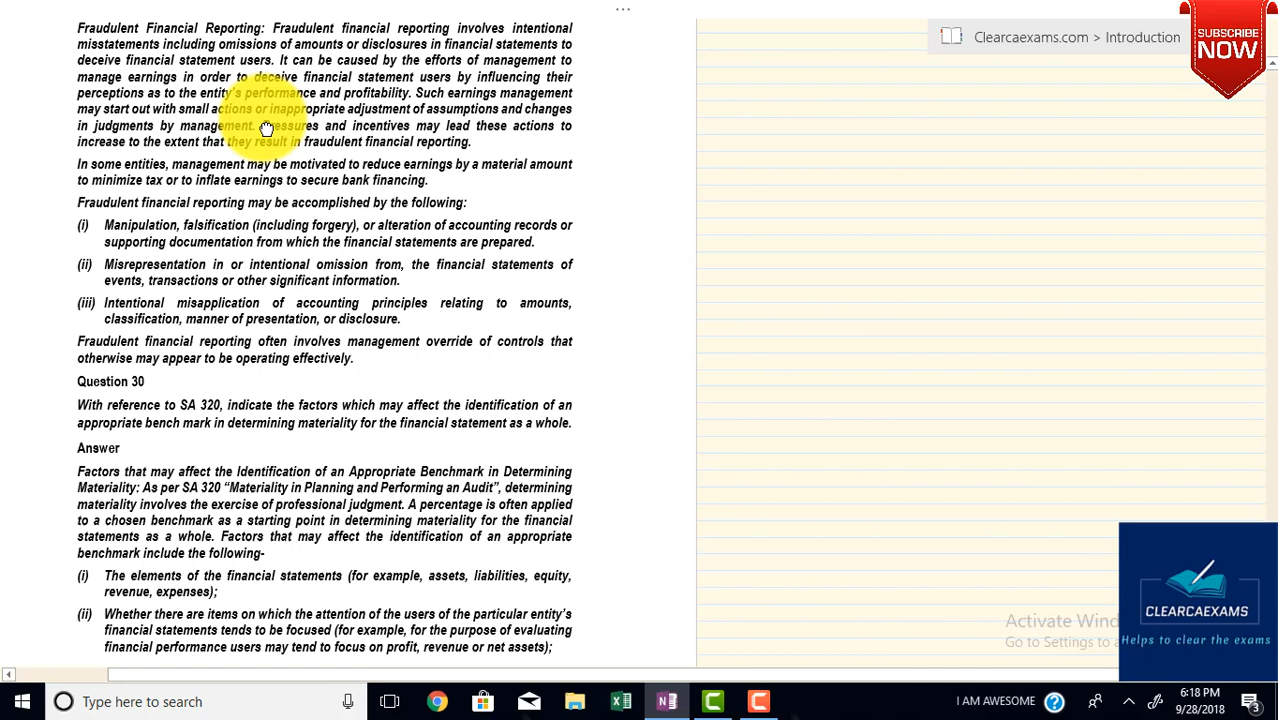 ...
Fraudulent Financial Reporting: Fraudulent financial reporting involves intentional
misstatements including omissions of amounts or disclosures in financial statements to
deceive financial statement users. It can be caused by the efforts of management to
manage earnings in order to deceive financial statement users by influencing their
perceptions as to the entity's performance and profitability. Such earnings management
may start out with small actions or inappropriate adjustment of assumptions and changes
in judgments by management. Pressures and incentives may lead these actions to
increase to the extent that they result in fraudulent financial reporting.
In some entities, management may be motivated to reduce earnings by a material amount
to minimize tax or to inflate earnings to secure bank financing.
Fraudulent financial reporting may be accomplished by the following:
(i) Manipulation, falsification (including forgery), or alteration of accounting records or
supporting documentation from which the financial statements are prepared.
(ii) Misrepresentation in or intentional omission from, the financial statements of
events, transactions or other significant information.
(iii) Intentional misapplication of accounting principles relating to amounts,
classification, manner of presentation, or disclosure.
Fraudulent financial reporting often involves management override of controls that
otherwise may appear to be operating effectively.
Question 30
With reference to SA 320, indicate the factors which may affect the identification of an
appropriate bench mark in determining materiality for the financial statement as a whole.
Answer
Factors that may affect the Identification of an Appropriate Benchmark in Determining
Materiality: As per SA 320 “Materiality in Planning and Performing an Audit”, determining
materiality involves the exercise of professional judgment. A percentage is often applied
to a chosen benchmark as a starting point in determining materiality for the financial
statements as a whole. Factors that may affect the identification of an appropriate
benchmark include the following-
(i) The elements of the financial statements (for example, assets, liabilities, equity,
revenue, expenses);
(ii) Whether there are items on which the attention of the users of the particular entity's
financial statements tends to be focused (for example, for the purpose of evaluating
financial performance users may tend to focus on profit, revenue or net assets);
Clearcaexams.com > Introduction
SUBSCRIBE
NOW
Activate Wind
Go to Settings to a
CLEARCAEXAMS
Helps to clear the exams
Type here to search
I AM AWESOME
6:18 PM
9/28/2018
3